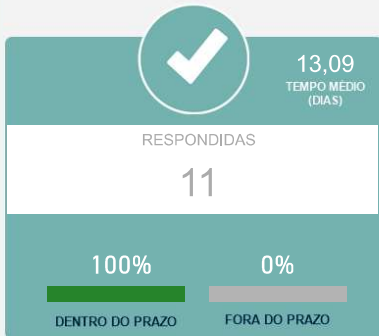 13,09
TEMPO MÉDIO
(DIAS)
RESPONDIDAS
11
100% 0%
DENTRO DO PRAZO FORA DO PRAZO